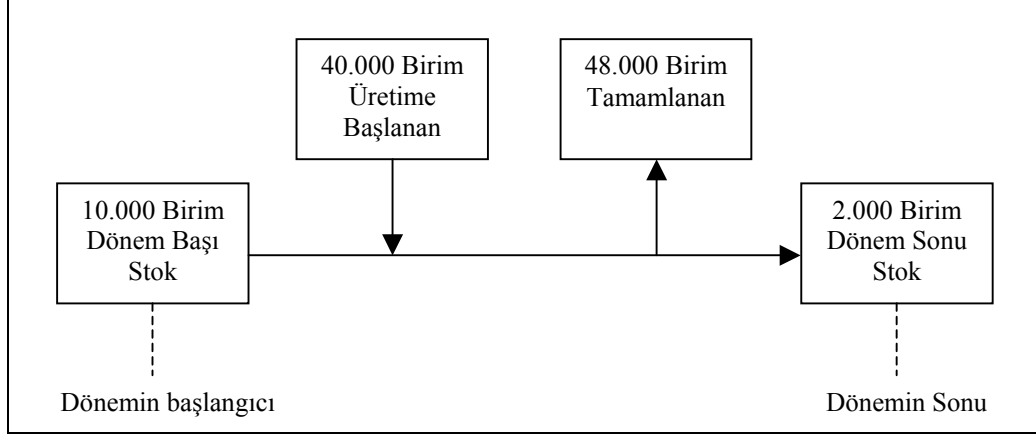 40.000 Birim
Üretime
Başlanan
48.000 Birim
Tamamlanan
10.000 Birim
Dönem Başı
Stok
2.000 Birim
Dönem Sonu
Stok
Dönemin başlangıcı
Dönemin Sonu